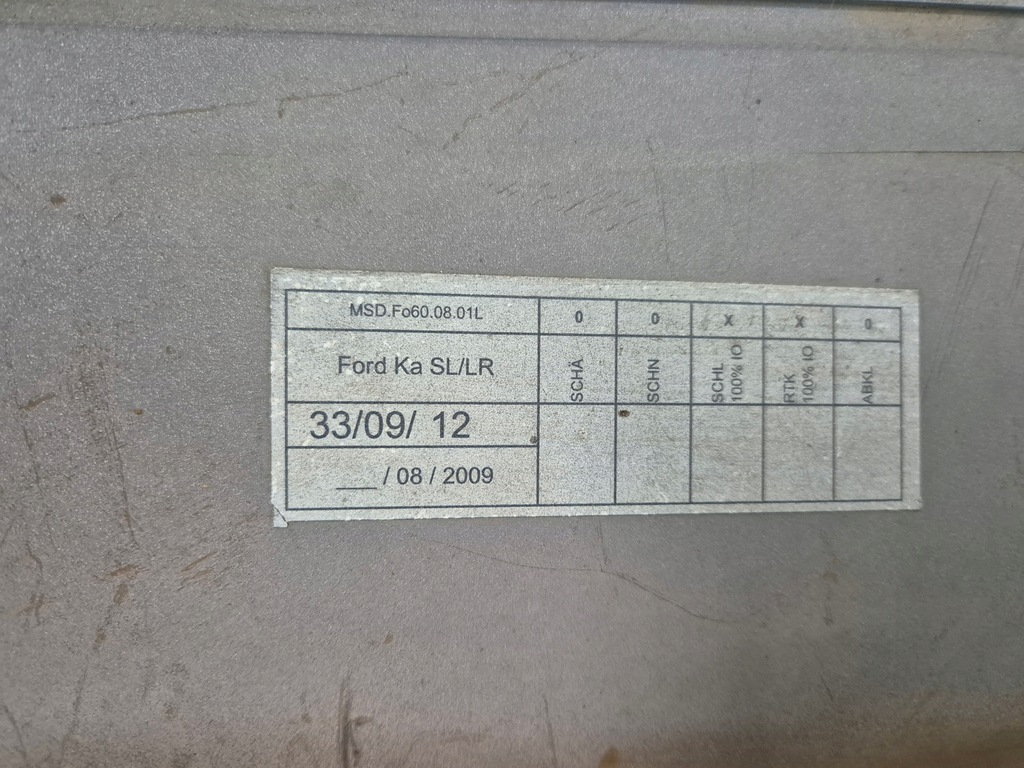 MSD.Fo60.08.01L 0 0 X X 0
Ford Ka SL/LR SCHÄ SCHN SCHL 100% IO RTK 100% IO ABKL
33/09/ 12
___ / 08 / 2009